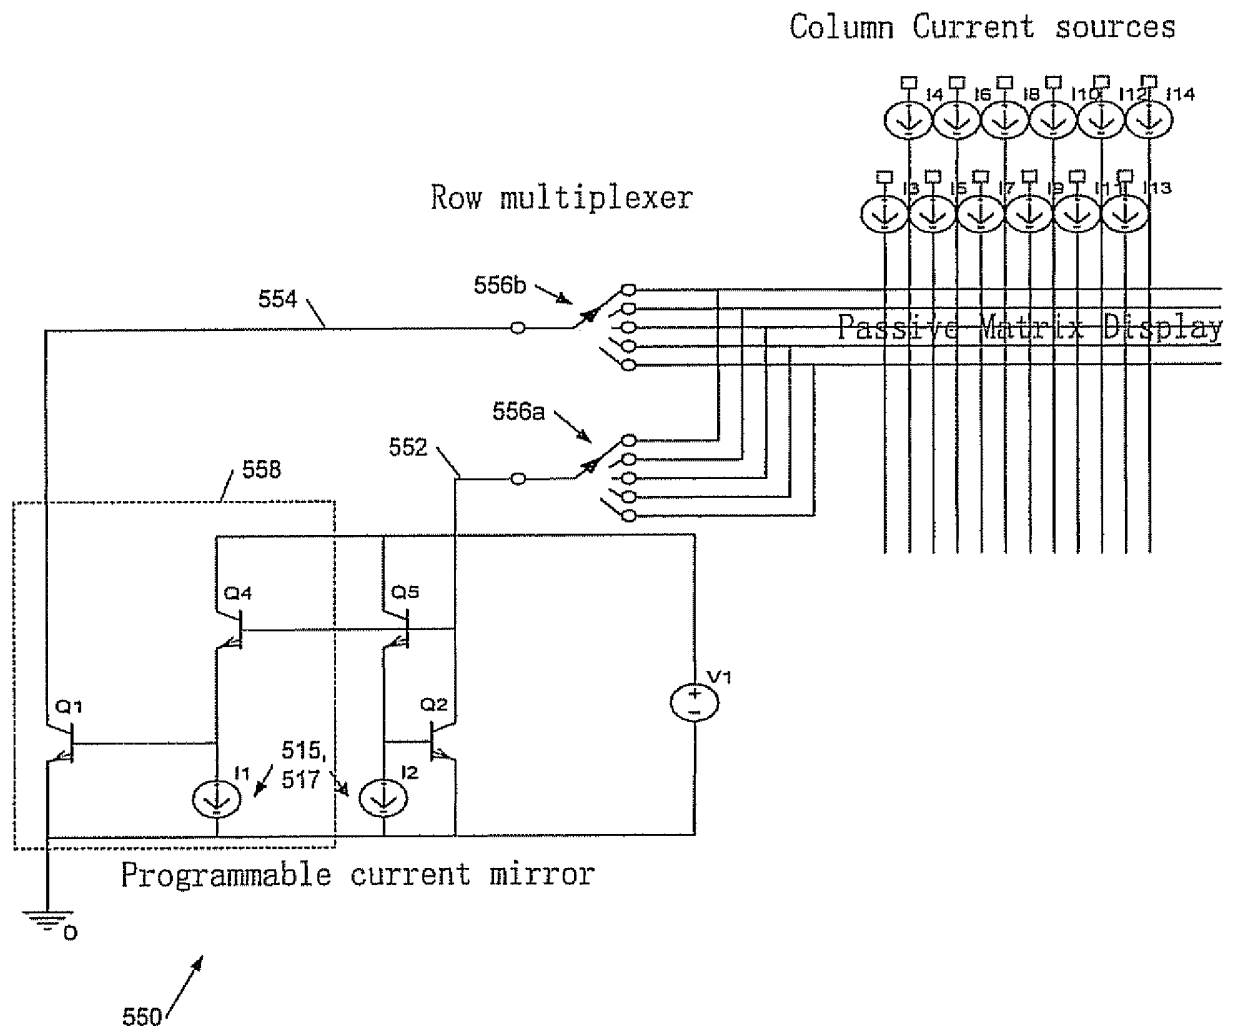 Column Current sources
I4 I6 I8 I10 I12 I14
Row multiplexer
I3 I5 I7 I9 I11 I13
556b
554
Passive Matrix Display
556a
552
558
Q4 Q5
Q1 Q2 V1
515,
I1 517 I2
Programmable current mirror
0
550